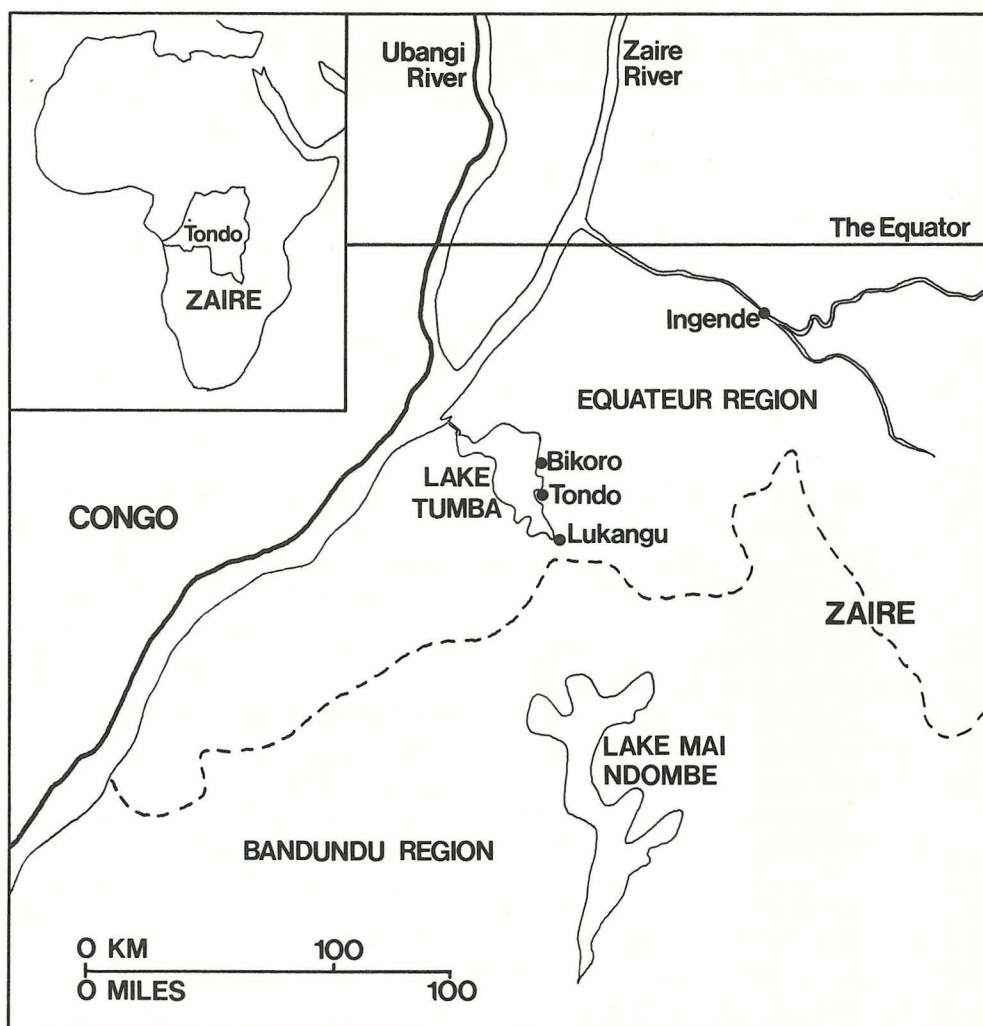 Ubangi
River
Zaire
River
Tondo
ZAIRE
The Equator
Ingende
EQUATEUR REGION
Bikoro
LAKE
TUMBA
Tondo
CONGO
Lukangu
ZAIRE
LAKE MAI
NDOMBE
BANDUNDU REGION
0 KM 100
0 MILES 100